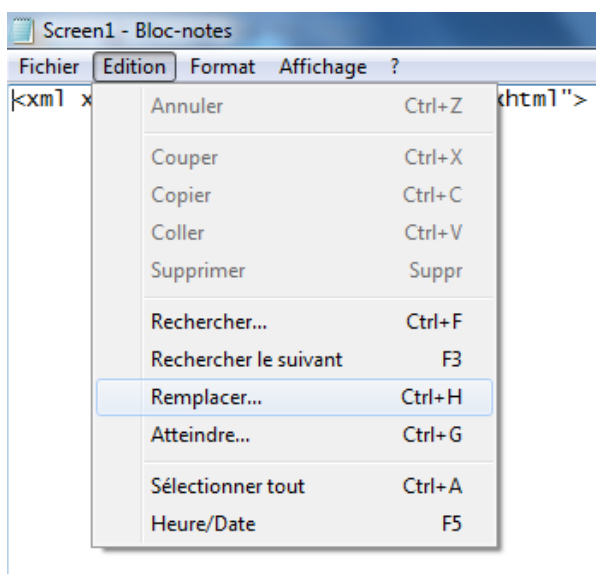 Screen1 - Bloc-notes
Fichier Edition Format Affichage ?
<xml x xhtml">
Annuler Ctrl+Z
Couper Ctrl+X
Copier Ctrl+C
Coller Ctrl+V
Supprimer Suppr
Rechercher... Ctrl+F
Rechercher le suivant F3
Remplacer... Ctrl+H
Atteindre... Ctrl+G
Sélectionner tout Ctrl+A
Heure/Date F5